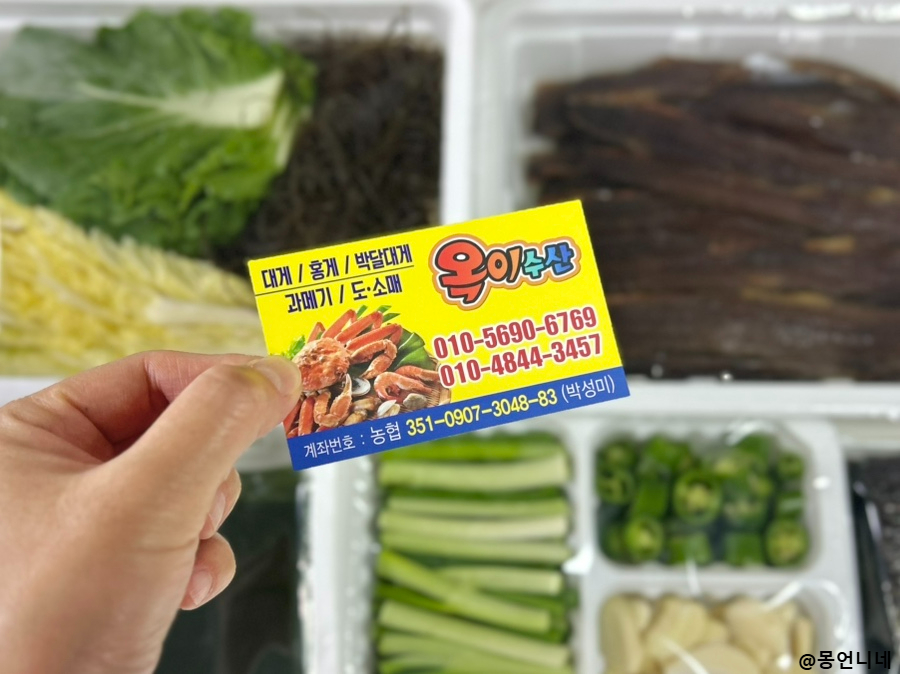 대게 / 홍게 / 박달대게
과메기 / 도·소매
옥이수산
010-5690-6769
010-4844-3457
계좌번호 : 농협 351-0907-3048-83 (박성미)
@몽언니네